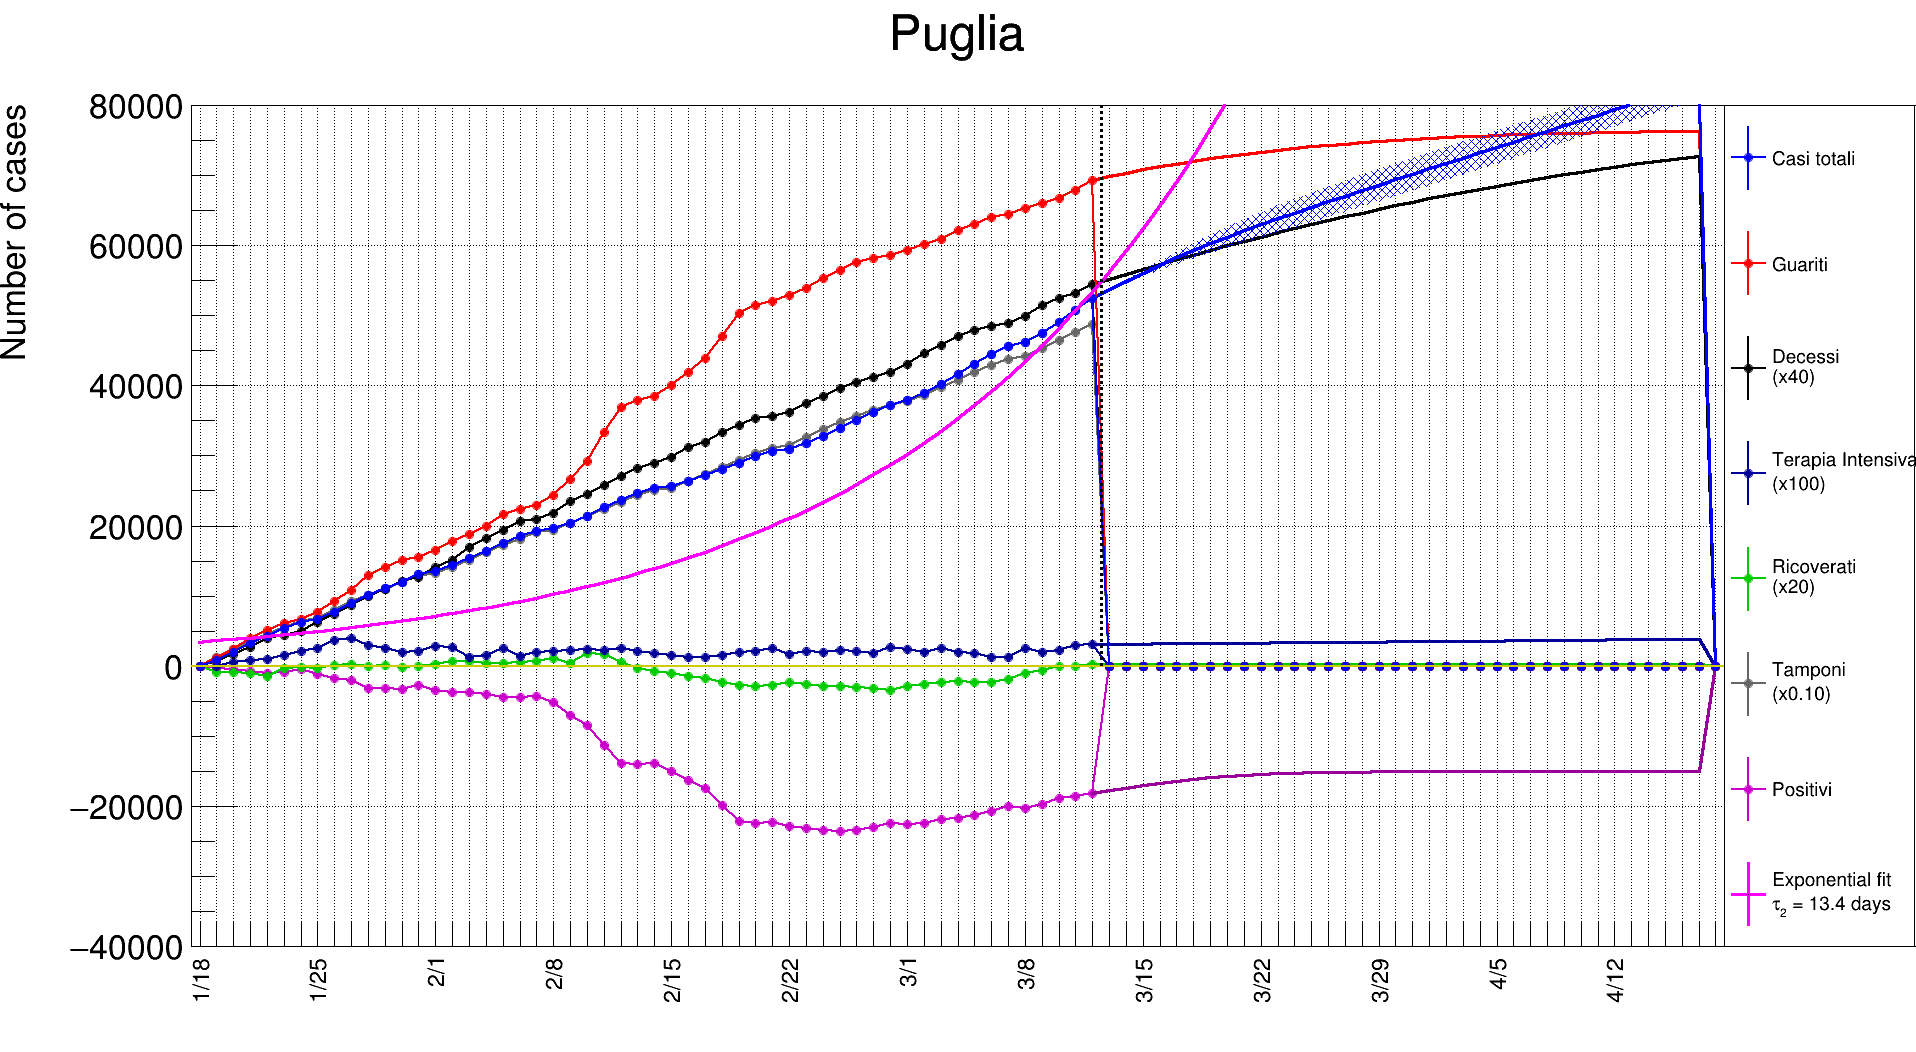 Puglia
Number of cases
80000
60000
40000
20000
0
−20000
−40000
1/18
1/25
2/1
2/8
2/15
2/22
3/1
3/8
3/15
3/22
3/29
4/5
4/12
Casi totali
Guariti
Decessi
(x40)
Terapia Intensiva
(x100)
Ricoverati
(x20)
Tamponi
(x0.10)
Positivi
Exponential fit
τ2 = 13.4 days